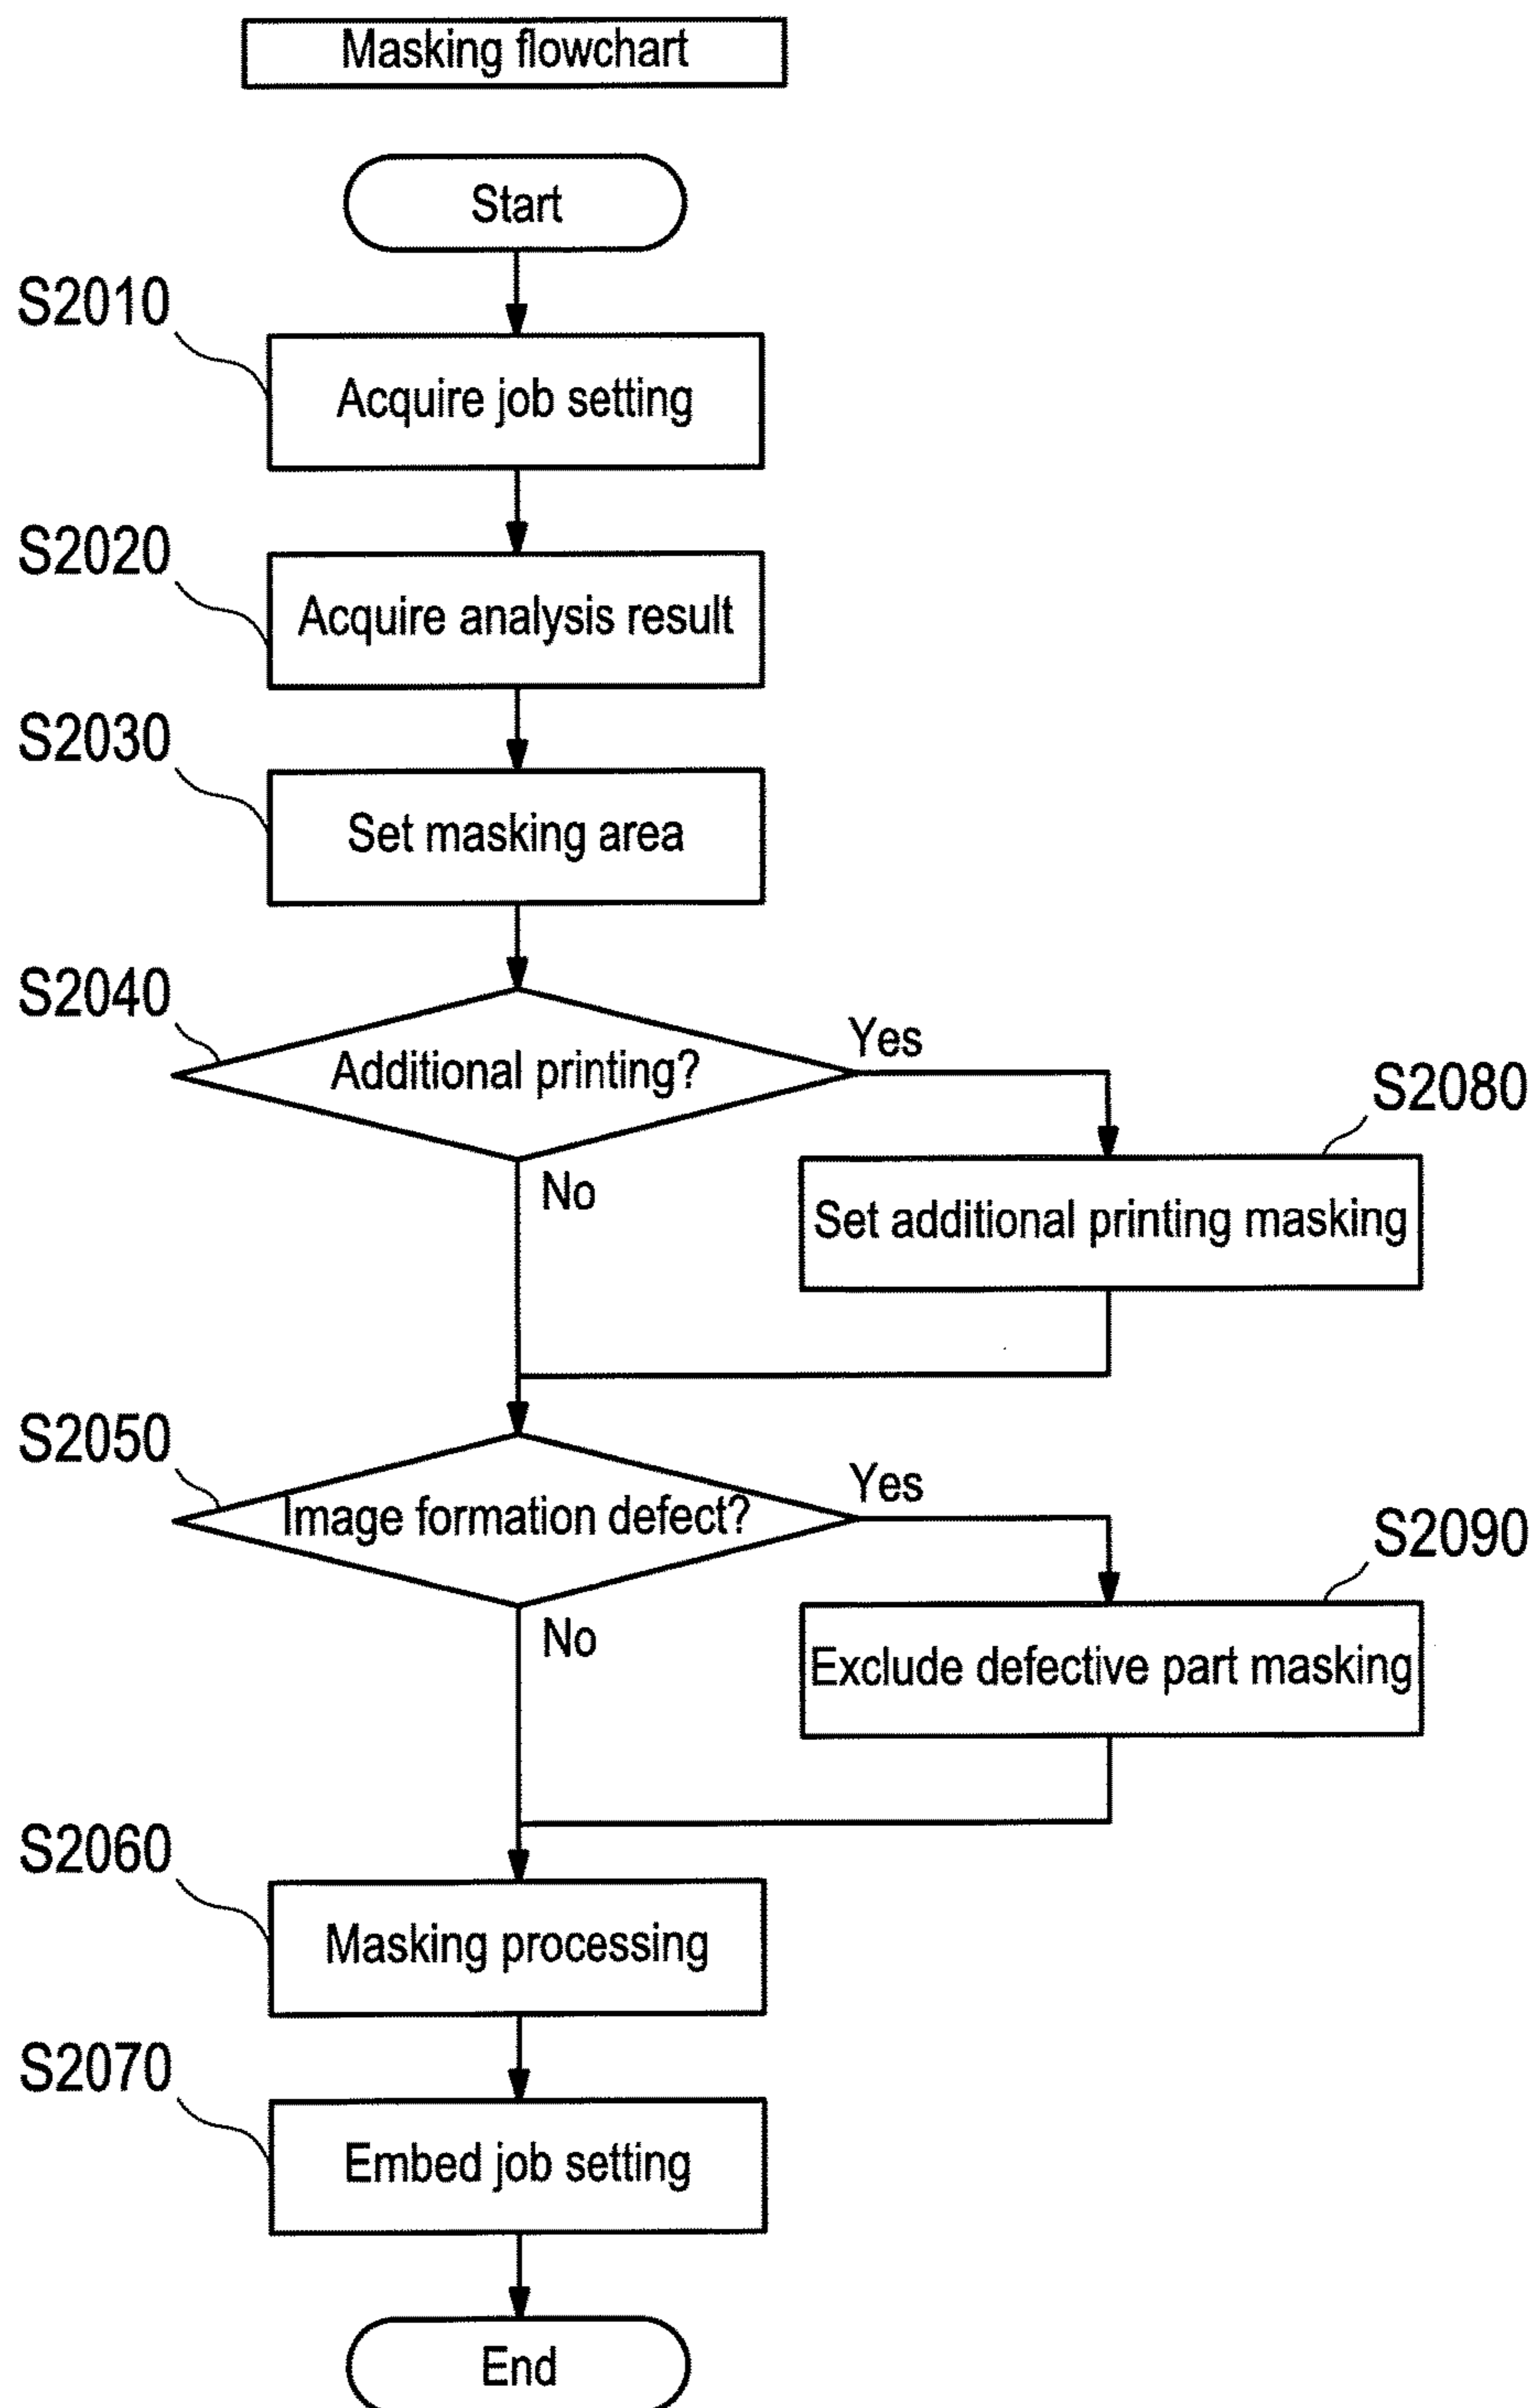 Masking flowchart
Start
S2010
Acquire job setting
S2020
Acquire analysis result
S2030
Set masking area
S2040
Additional printing?
Yes
No
S2080
Set additional printing masking
S2050
Image formation defect?
Yes
No
S2090
Exclude defective part masking
S2060
Masking processing
S2070
Embed job setting
End